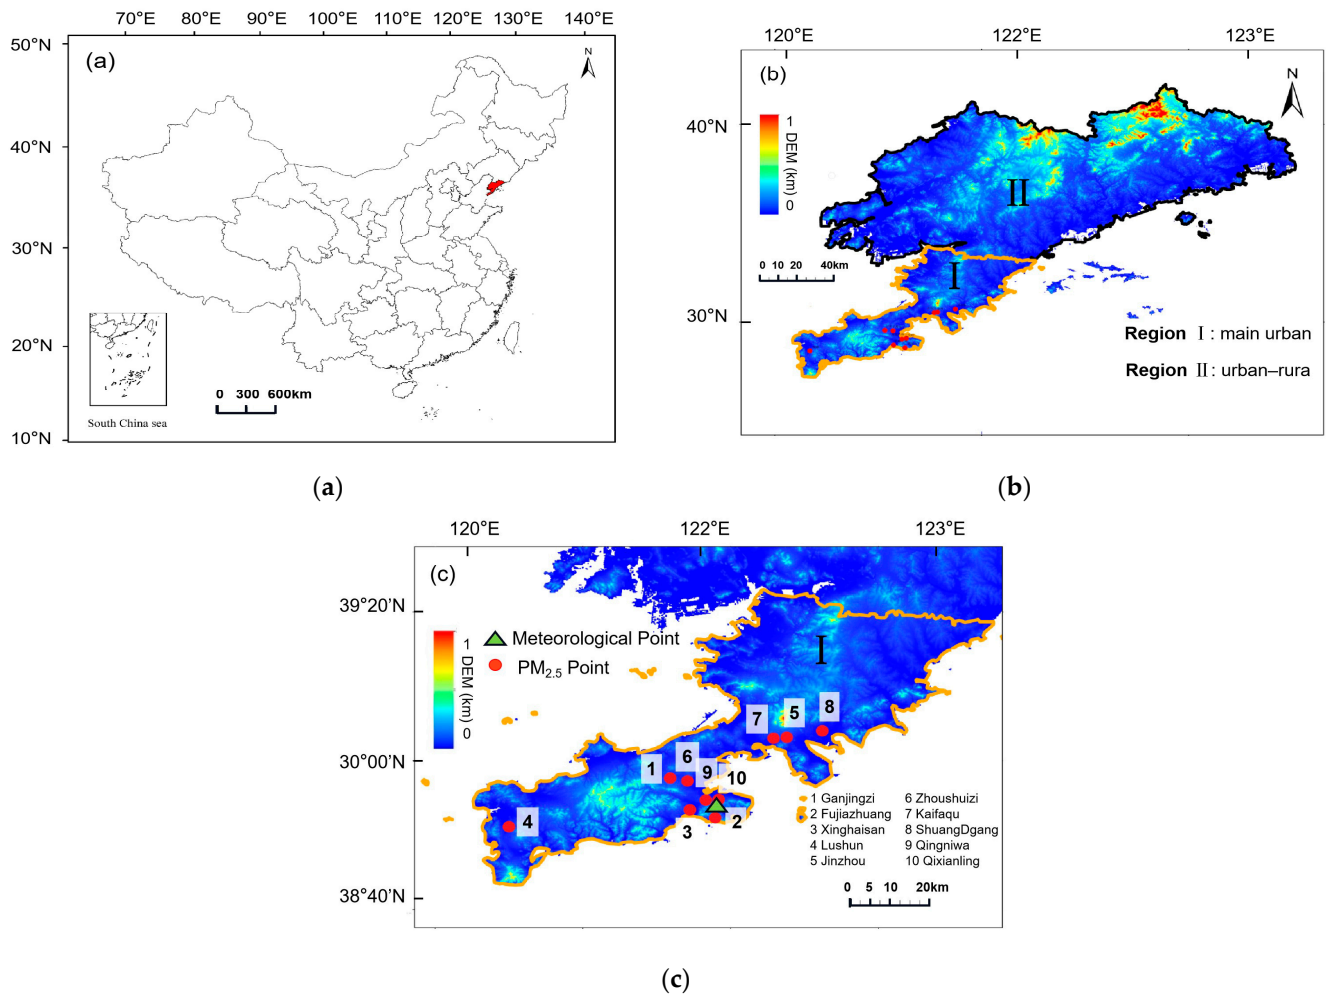 70°E 80°E 90°E 100°E 110°E 120°E 130°E 140°E
50°N
40°N
30°N
20°N
10°N
(a)
N
0 300 600km
South China sea
(a)
120°E 122°E 123°E
40°N
30°N
(b)
N
1
DEM (km)
0
II
I
0 10 20 40km
Region I : main urban
Region II : urban–rura
(b)
120°E 122°E 123°E
39°20'N
30°00'N
38°40'N
(c)
1
DEM (km)
0
Meteorological Point
PM2.5 Point
I
7 5 8
1 6 9 10
4 3 2
1 Ganjingzi 6 Zhoushuizi
2 Fujiazhuang 7 Kaifaqu
3 Xinghaisan 8 ShuangDgang
4 Lushun 9 Qingniwa
5 Jinzhou 10 Qixianling
0 5 10 20km
(c)